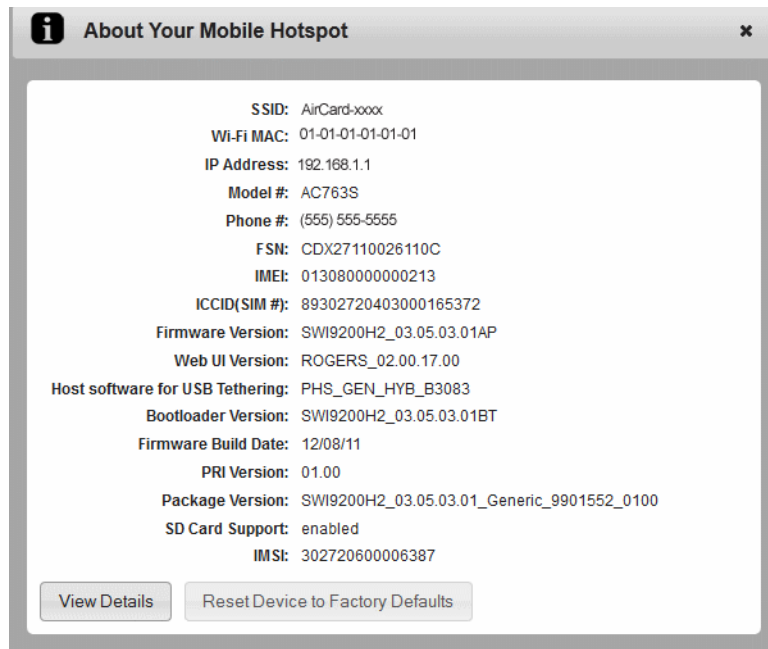 About Your Mobile Hotspot
SSID: AirCard-xxxx
Wi-Fi MAC: 01-01-01-01-01-01
IP Address: 192.168.1.1
Model #: AC763S
Phone #: (555) 555-5555
FSN: CDX27110026110C
IMEI: 013080000000213
ICCID(SIM #): 89302720403000165372
Firmware Version: SWI9200H2_03.05.03.01AP
Web UI Version: ROGERS_02.00.17.00
Host software for USB Tethering: PHS_GEN_HYB_B3083
Bootloader Version: SWI9200H2_03.05.03.01BT
Firmware Build Date: 12/08/11
PRI Version: 01.00
Package Version: SWI9200H2_03.05.03.01_Generic_9901552_0100
SD Card Support: enabled
IMSI: 302720600006387
View Details Reset Device to Factory Defaults